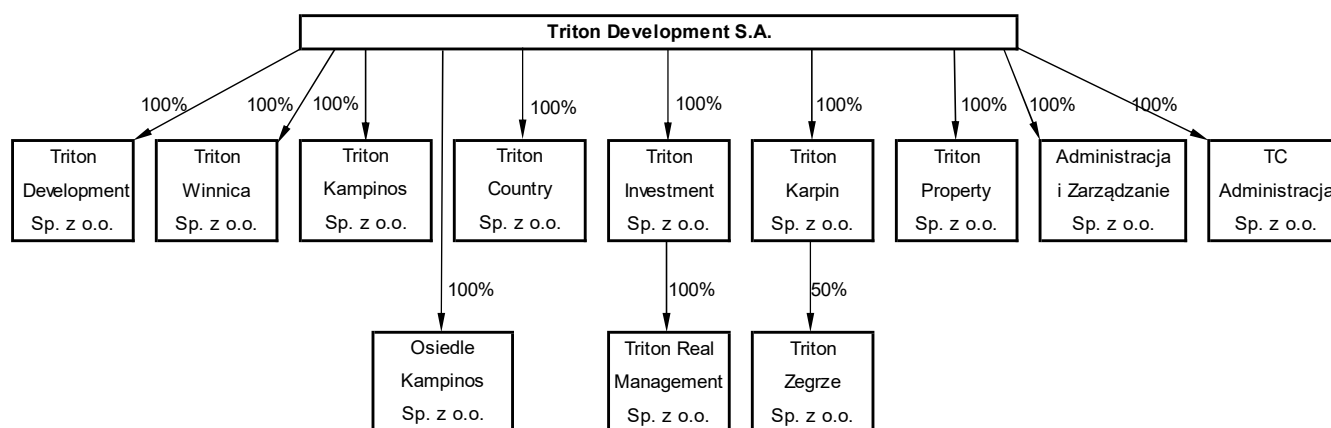 Triton Development S.A.
100%
100%
100%
100%
100%
100%
100%
100%
100%
Triton
Development
Sp. z o.o.
Triton
Winnica
Sp. z o.o.
Triton
Kampinos
Sp. z o.o.
Triton
Country
Sp. z o.o.
Triton
Investment
Sp. z o.o.
Triton
Karpin
Sp. z o.o.
Triton
Property
Sp. z o.o.
Administracja
i Zarządzanie
Sp. z o.o.
TC
Administracja
Sp. z o.o.
100%
100%
50%
Osiedle
Kampinos
Sp. z o.o.
Triton Real
Management
Sp. z o.o.
Triton
Zegrze
Sp. z o.o.